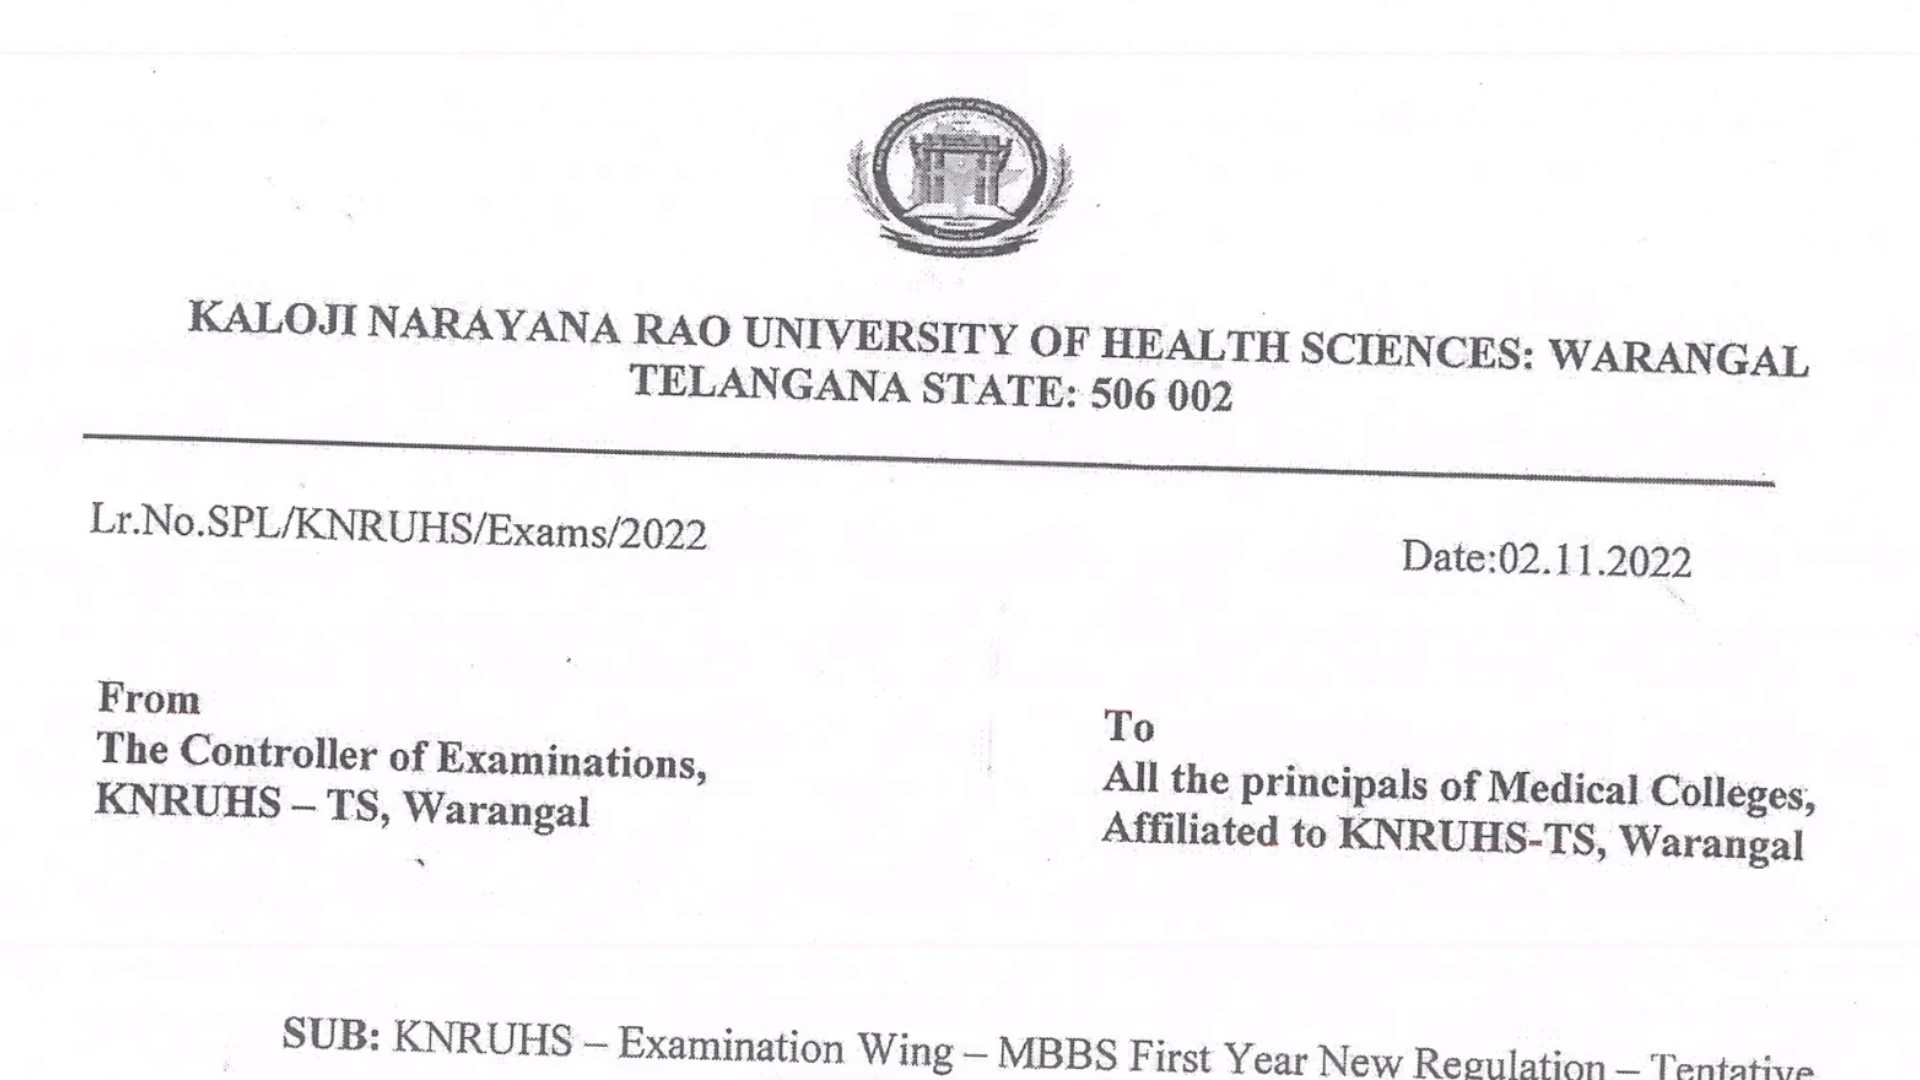 KALOJI NARAYANA RAO UNIVERSITY OF HEALTH SCIENCES: WARANGAL
TELANGANA STATE: 506 002
Lr.No.SPL/KNRUHS/Exams/2022
Date:02.11.2022
From
The Controller of Examinations,
KNRUHS – TS, Warangal
To
All the principals of Medical Colleges,
Affiliated to KNRUHS-TS, Warangal
SUB: KNRUHS – Examination Wing – MBBS First Year New Regulation – Tentative